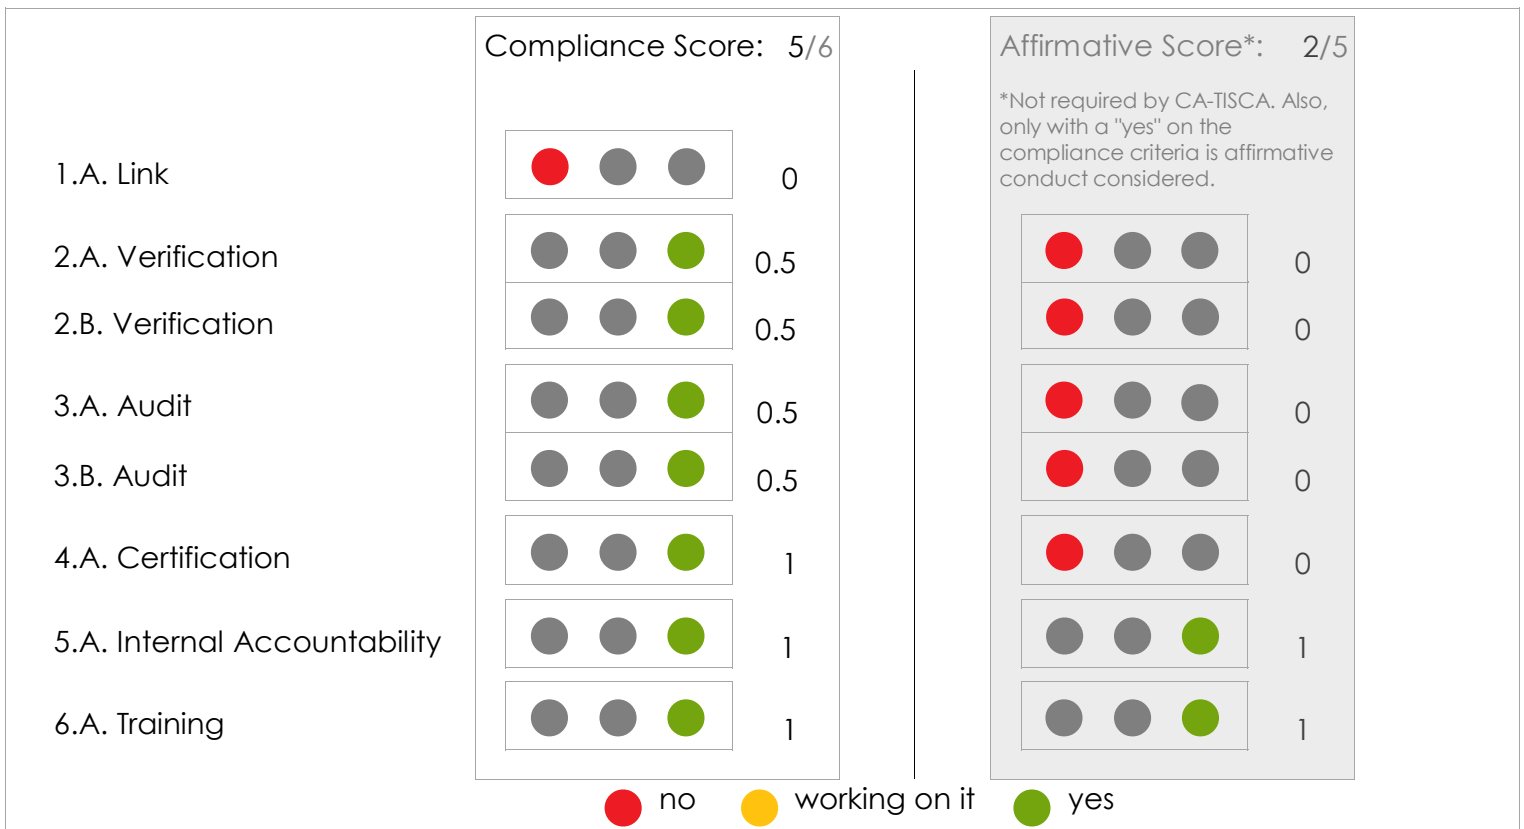 Compliance Score: 5/6
Affirmative Score*: 2/5
*Not required by CA-TISCA. Also,
only with a "yes" on the
compliance criteria is affirmative
conduct considered.
1.A. Link 0
2.A. Verification 0.5 0
2.B. Verification 0.5 0
3.A. Audit 0.5 0
3.B. Audit 0.5 0
4.A. Certification 1 0
5.A. Internal Accountability 1 1
6.A. Training 1 1
no working on it yes